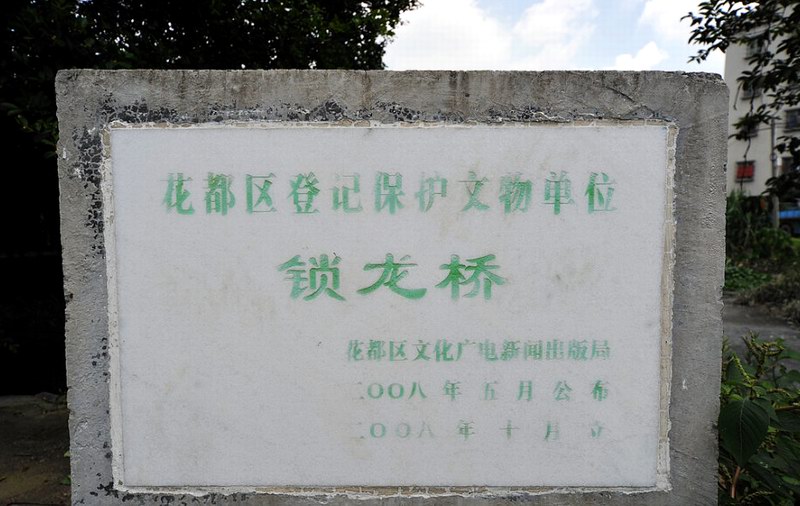 花都区登记保护文物单位
锁龙桥
花都区文化广电新闻出版局
二〇〇八年五月公布
二〇〇八年十月立